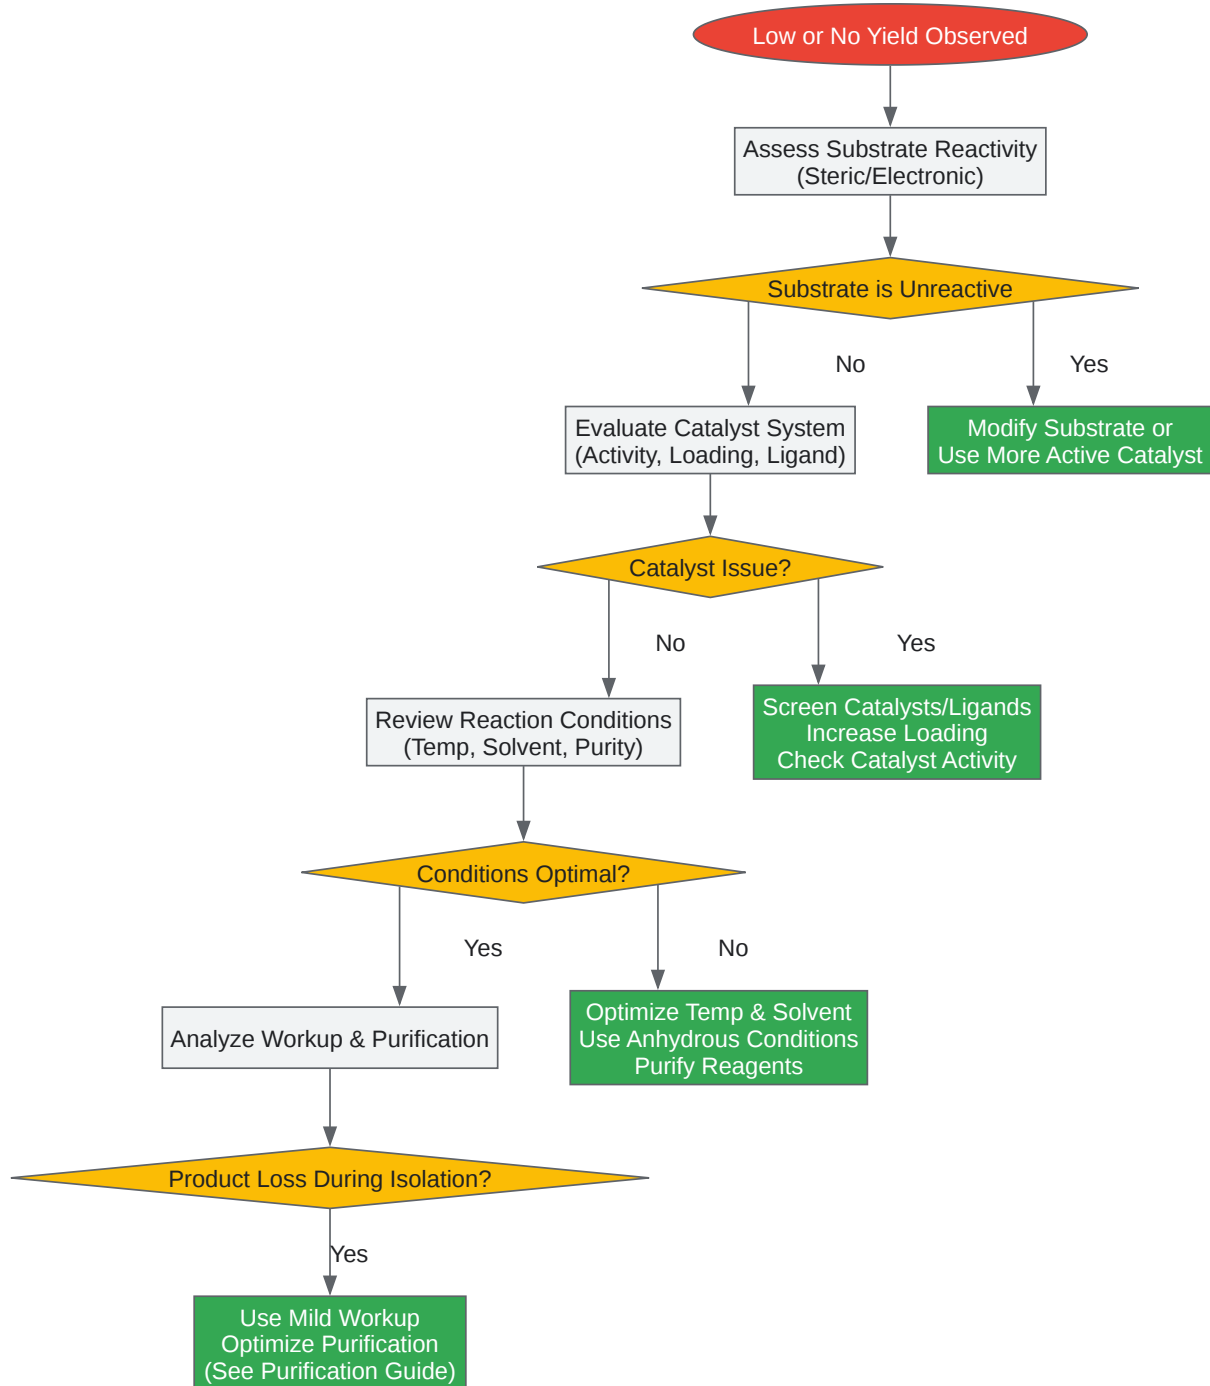 Low or No Yield Observed
Assess Substrate Reactivity
(Steric/Electronic)
Substrate is Unreactive
No
Yes
Evaluate Catalyst System
(Activity, Loading, Ligand)
Modify Substrate or
Use More Active Catalyst
Catalyst Issue?
No
Yes
Review Reaction Conditions
(Temp, Solvent, Purity)
Screen Catalysts/Ligands
Increase Loading
Check Catalyst Activity
Conditions Optimal?
Yes
No
Analyze Workup & Purification
Optimize Temp & Solvent
Use Anhydrous Conditions
Purify Reagents
Product Loss During Isolation?
Yes
Use Mild Workup
Optimize Purification
(See Purification Guide)